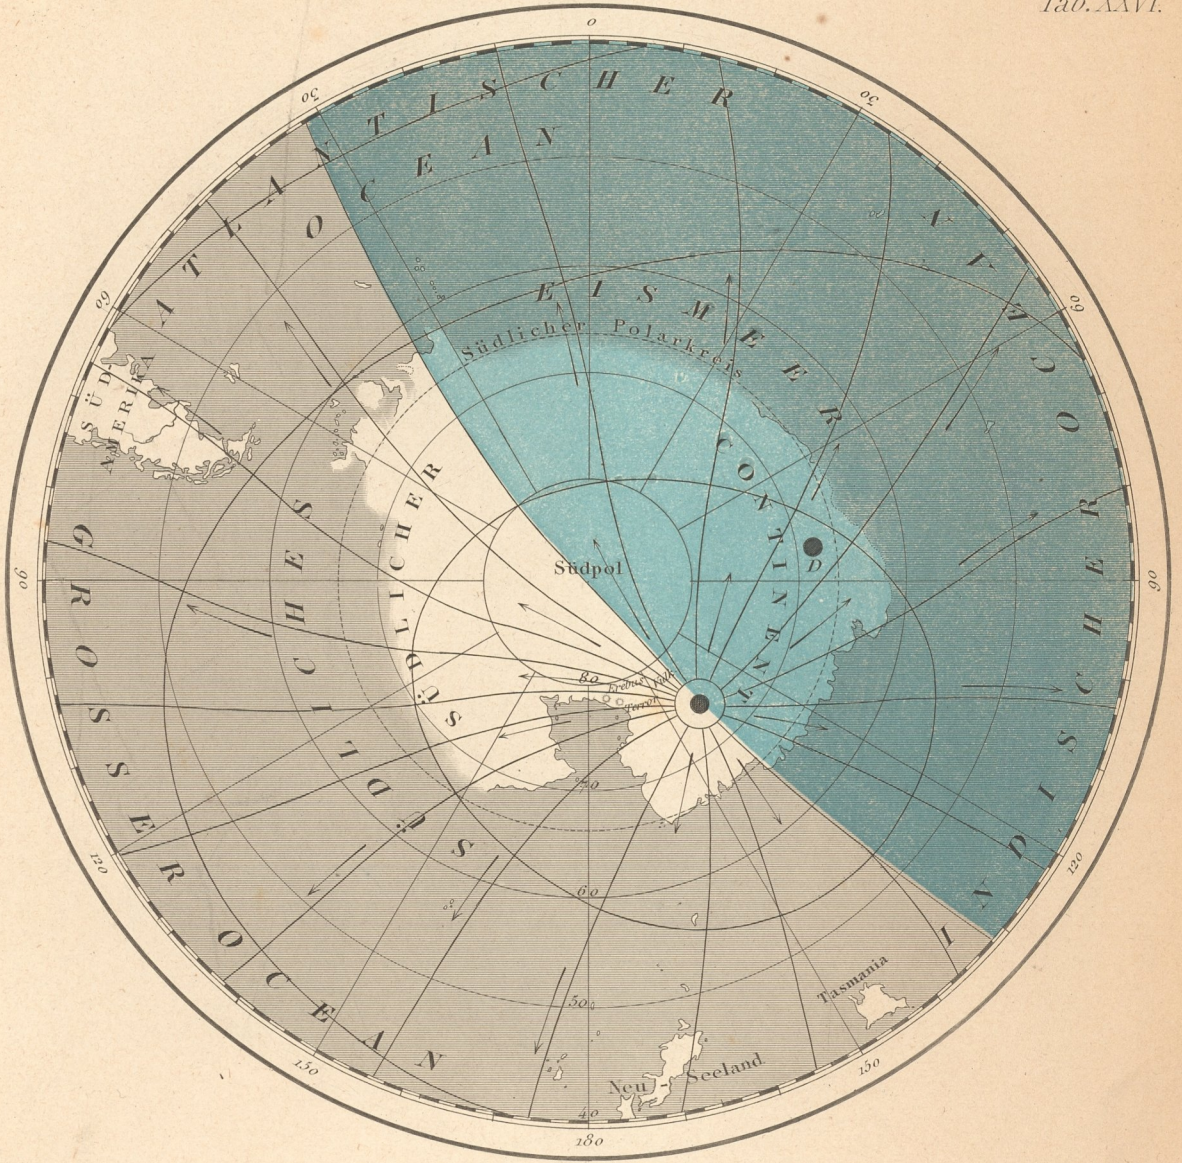 Tab. XXVI.
0
30
30
60
60
90
90
120
120
150
150
180
ATLANTISCHER
OCEAN
EISMEER
Südlicher Polarkreis
SÜD
AMERIKA
CONTINENT
SÜDLICHER
D
Südpol
INDISCHER
OCEAN
SÜDLICHES
GROSSER OCEAN
80
Erebus Vulk.
Terror
70
60
50
40
Tasmania
Neu-Seeland